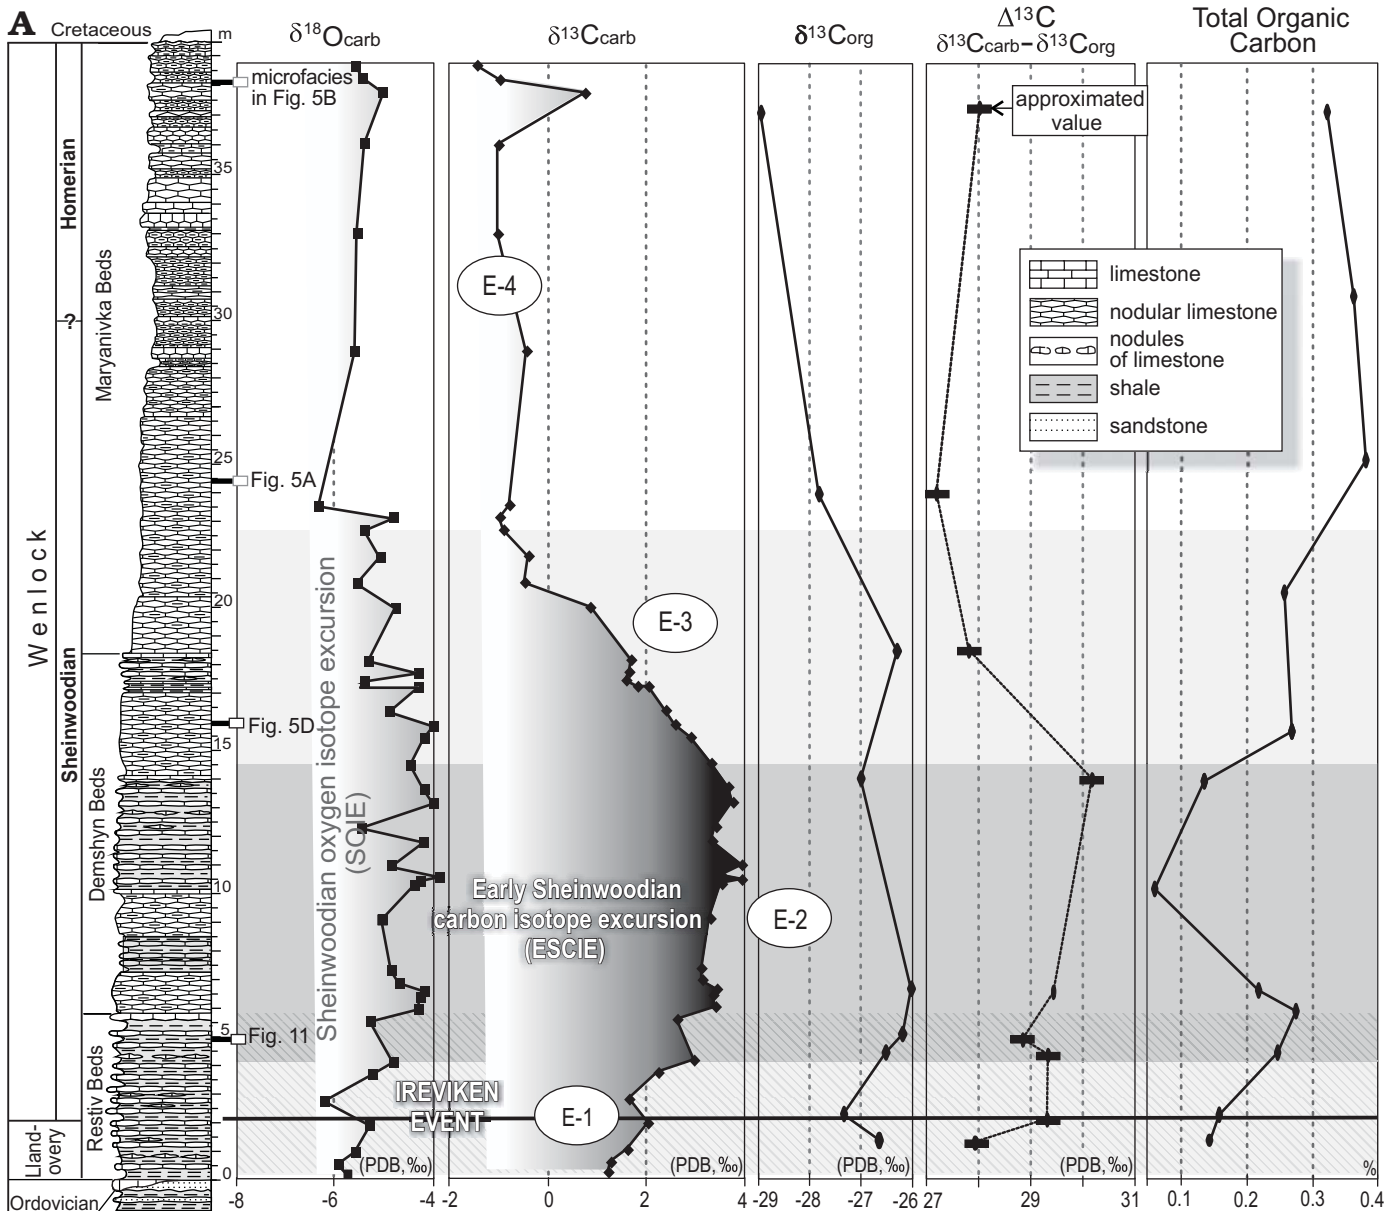 A
Cretaceous
m
δ18Ocarb
δ13Ccarb
δ13Corg
Δ13C
δ13Ccarb–δ13Corg
Total Organic
Carbon
microfacies
in Fig. 5B
approximated
value
35
Homerian
Maryanivka Beds
E-4
limestone
nodular limestone
nodules
of limestone
shale
sandstone
30
?
25
Fig. 5A
Wenlock
Sheinwoodian
20
E-3
Sheinwoodian oxygen isotope excursion
(SOIE)
Fig. 5D
15
Demshyn Beds
10
Early Sheinwoodian
carbon isotope excursion
(ESCIE)
E-2
5
Fig. 11
Restiv Beds
IREVIKEN
EVENT
E-1
Lland-
overy
0
(PDB,‰)
(PDB,‰)
(PDB,‰)
(PDB,‰)
%
Ordovician
-8 -6 -4 -2 0 2 4 -29 -28 -27 -26 27 29 31 0.1 0.2 0.3 0.4